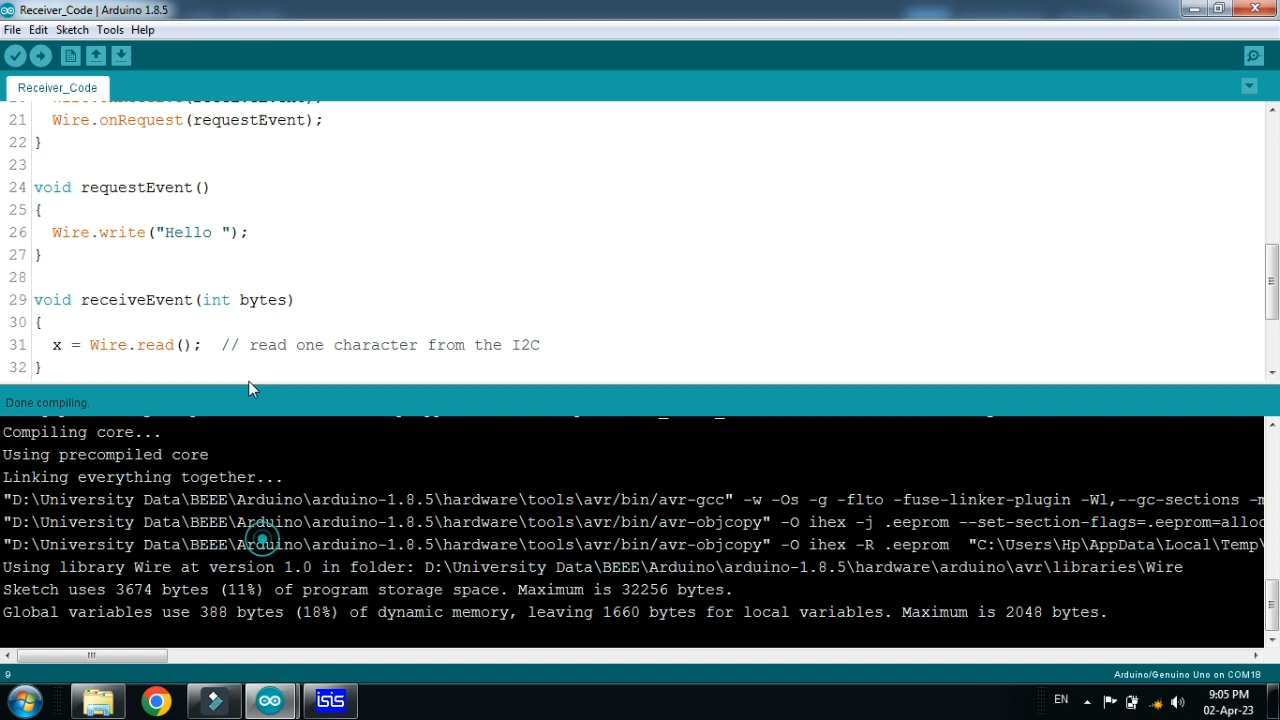 Receiver_Code | Arduino 1.8.5
File Edit Sketch Tools Help
Receiver_Code
21 Wire.onRequest(requestEvent);
22 }
23
24 void requestEvent()
25 {
26 Wire.write("Hello ");
27 }
28
29 void receiveEvent(int bytes)
30 {
31 x = Wire.read(); // read one character from the I2C
32 }
Done compiling.
Compiling core...
Using precompiled core
Linking everything together...
"D:\University Data\BEEE\Arduino\arduino-1.8.5\hardware\tools\avr/bin/avr-gcc" -w -Os -g -flto -fuse-linker-plugin -Wl,--gc-sections
"D:\University Data\BEEE\Arduino\arduino-1.8.5\hardware\tools\avr/bin/avr-objcopy" -O ihex -j .eeprom --set-section-flags=.eeprom=alloc
"D:\University Data\BEEE\Arduino\arduino-1.8.5\hardware\tools\avr/bin/avr-objcopy" -O ihex -R .eeprom "C:\Users\Hp\AppData\Local\Temp\
Using library Wire at version 1.0 in folder: D:\University Data\BEEE\Arduino\arduino-1.8.5\hardware\arduino\avr\libraries\Wire
Sketch uses 3674 bytes (11%) of program storage space. Maximum is 32256 bytes.
Global variables use 388 bytes (18%) of dynamic memory, leaving 1660 bytes for local variables. Maximum is 2048 bytes.
9 Arduino/Genuino Uno on COM18
isis EN 9:05 PM
02-Apr-23